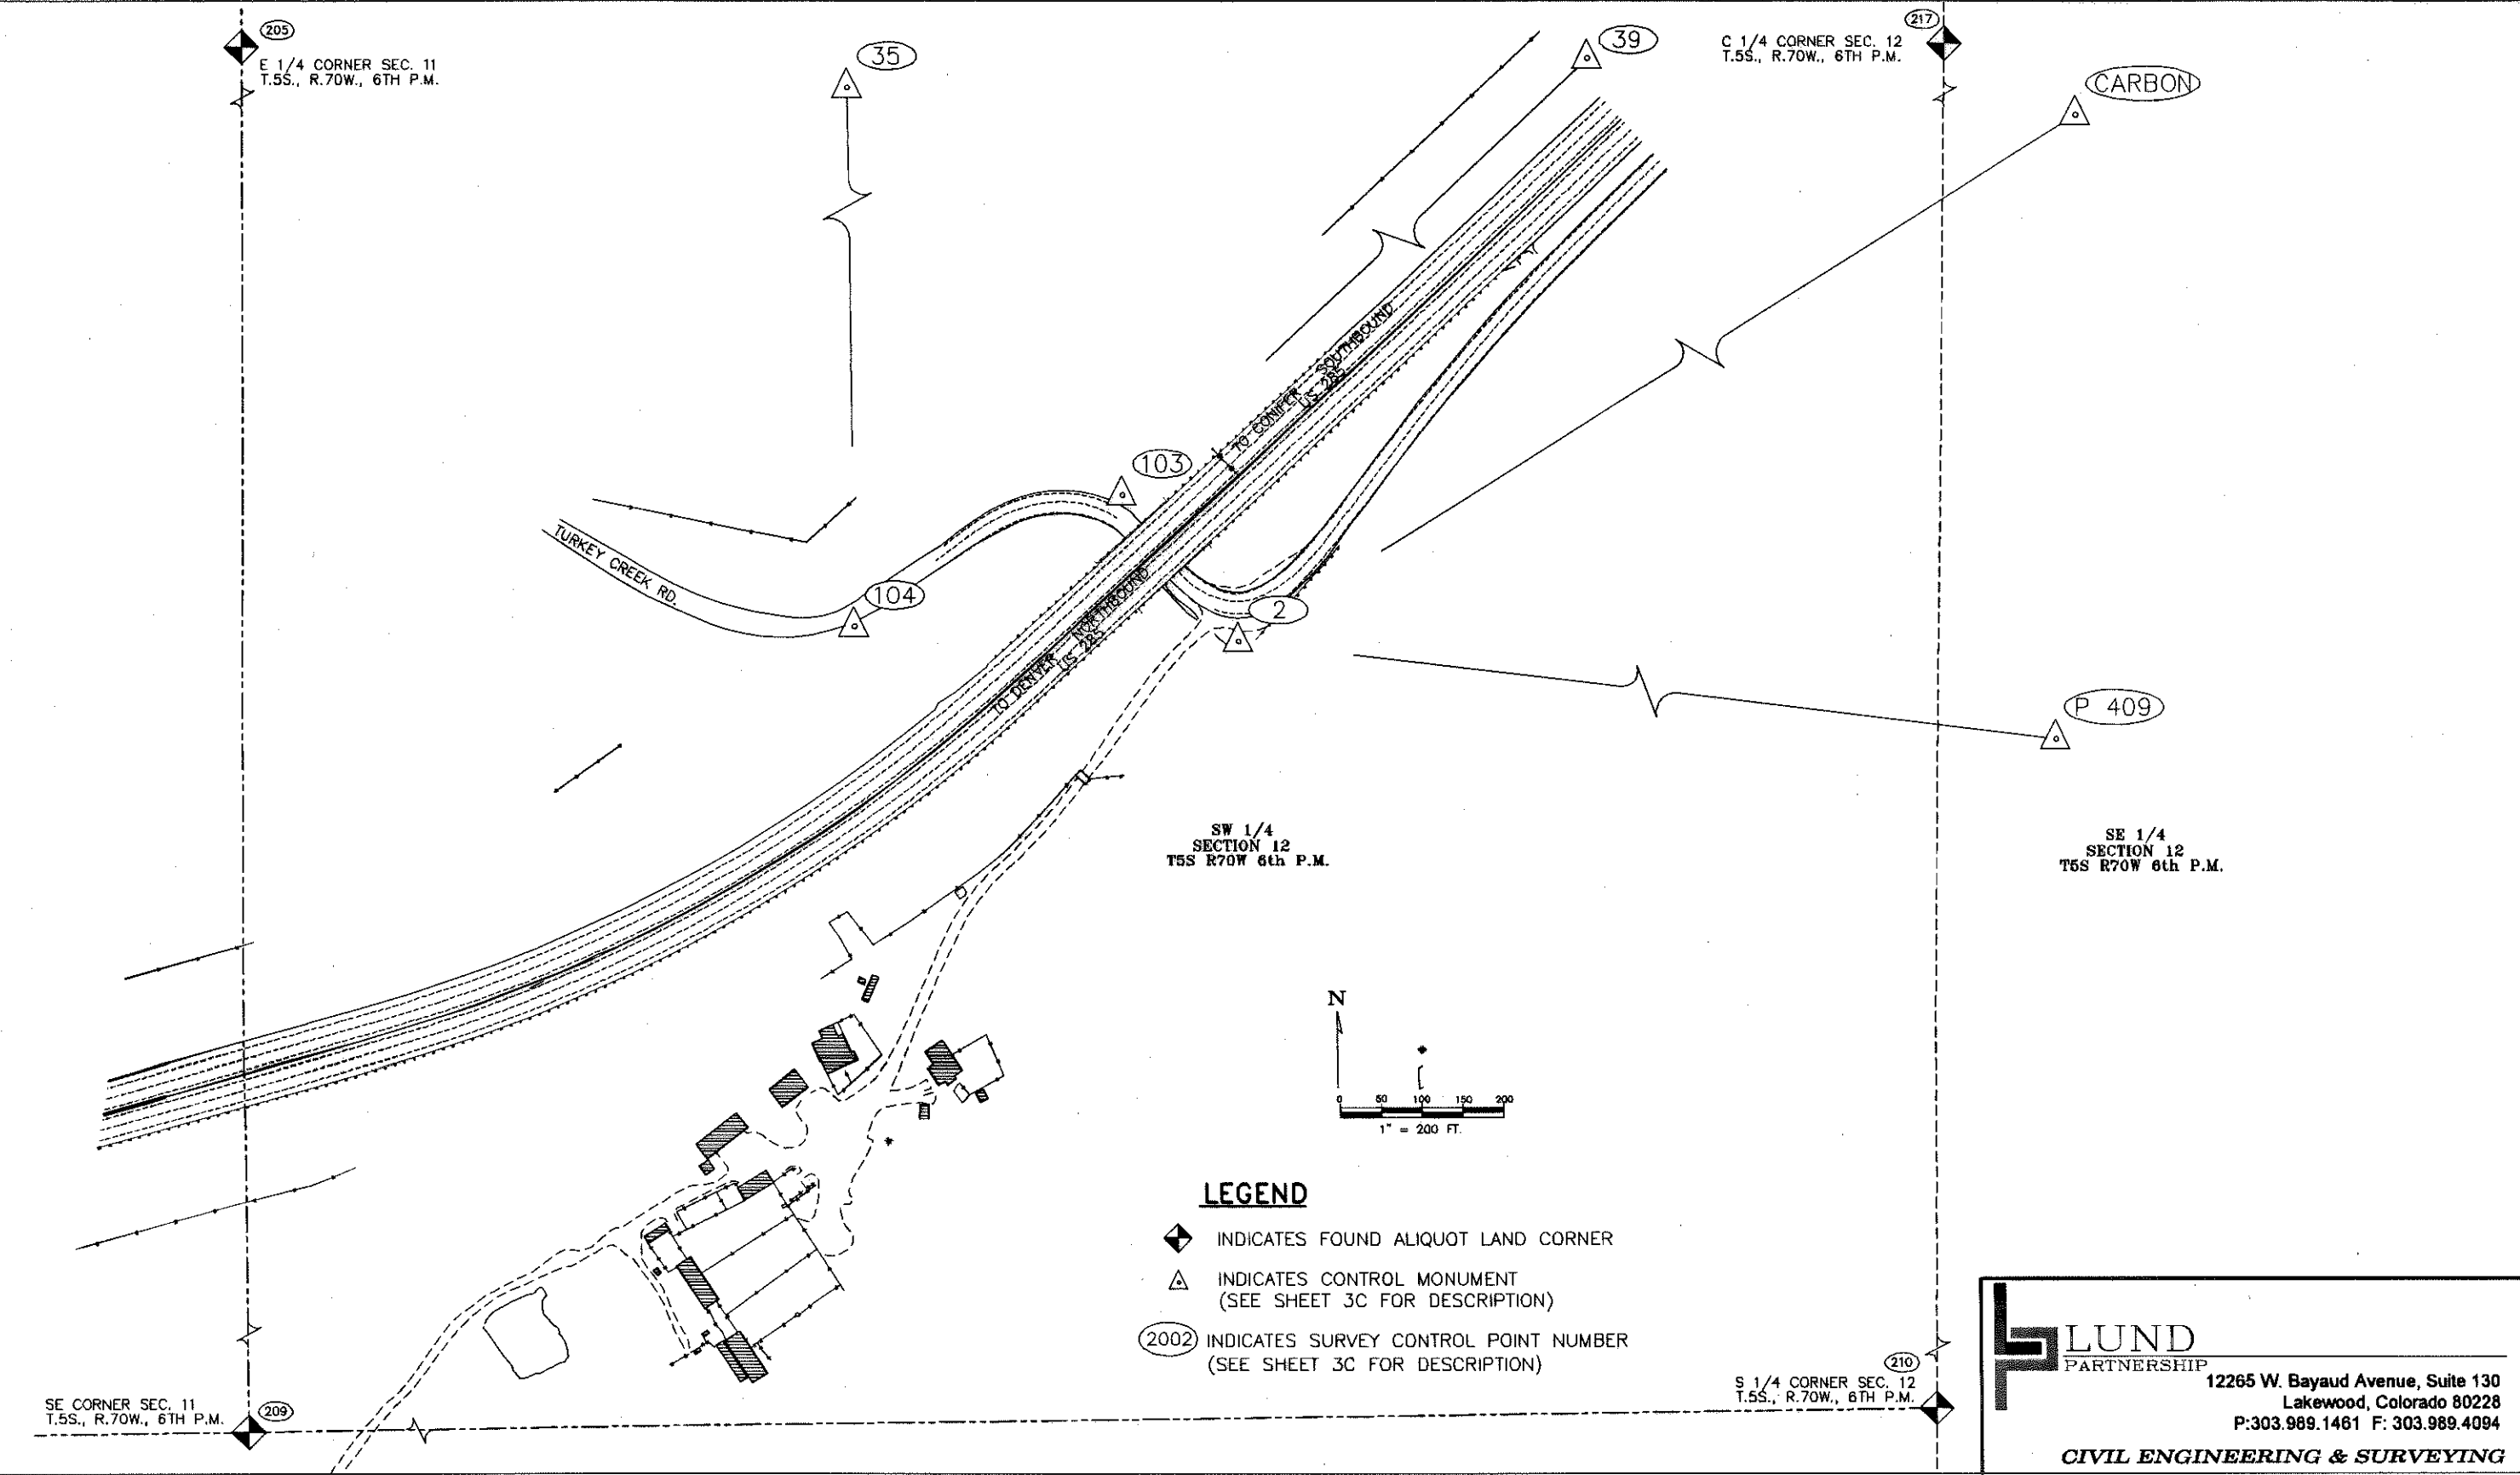 205
E 1/4 CORNER SEC. 11
T.5S., R.70W., 6TH P.M.
35
39
217
C 1/4 CORNER SEC. 12
T.5S., R.70W., 6TH P.M.
CARBON
TO CONIFER SOUTHBOUND
US 285
103
TURKEY CREEK RD.
104
TO DENVER NORTHBOUND
US 285
2
P 409
SW 1/4
SECTION 12
T5S R70W 6th P.M.
SE 1/4
SECTION 12
T5S R70W 6th P.M.
N
0 50 100 150 200
1" = 200 FT.
LEGEND
INDICATES FOUND ALIQUOT LAND CORNER
INDICATES CONTROL MONUMENT
(SEE SHEET 3C FOR DESCRIPTION)
2002 INDICATES SURVEY CONTROL POINT NUMBER
(SEE SHEET 3C FOR DESCRIPTION)
SE CORNER SEC. 11
T.5S., R.70W., 6TH P.M.
209
210
S 1/4 CORNER SEC. 12
T.5S., R.70W., 6TH P.M.
LUND
PARTNERSHIP
12265 W. Bayaud Avenue, Suite 130
Lakewood, Colorado 80228
P:303.989.1461 F: 303.989.4094
CIVIL ENGINEERING & SURVEYING